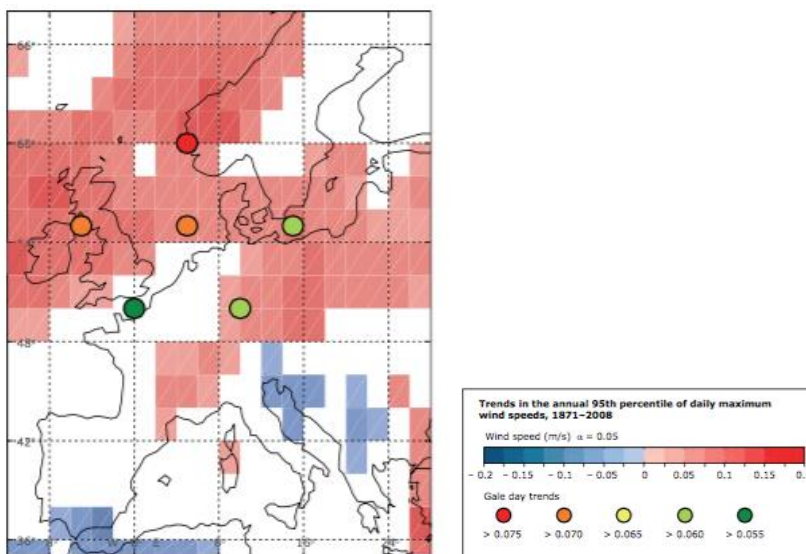 66°
60°
48°
42°
36°
Trends in the annual 95th percentile of daily maximum
wind speeds, 1871–2008
Wind speed (m/s) α = 0.05
– 0.2 – 0.15 – 0.1 – 0.05 0 0.05 0.1 0.15
Gale day trends
> 0.075 > 0.070 > 0.065 > 0.060 > 0.055